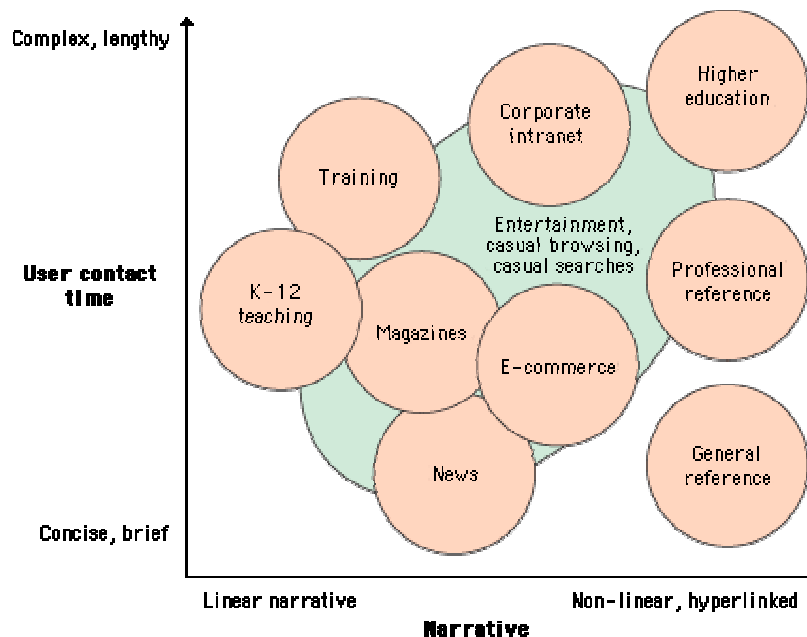 Complex, lengthy
Higher
education
Corporate
intranet
Training
Entertainment,
casual browsing,
casual searches
User contact
time
Professional
reference
K-12
teaching
Magazines
E-commerce
News
General
reference
Concise, brief
Linear narrative
Non-linear, hyperlinked
Narrative